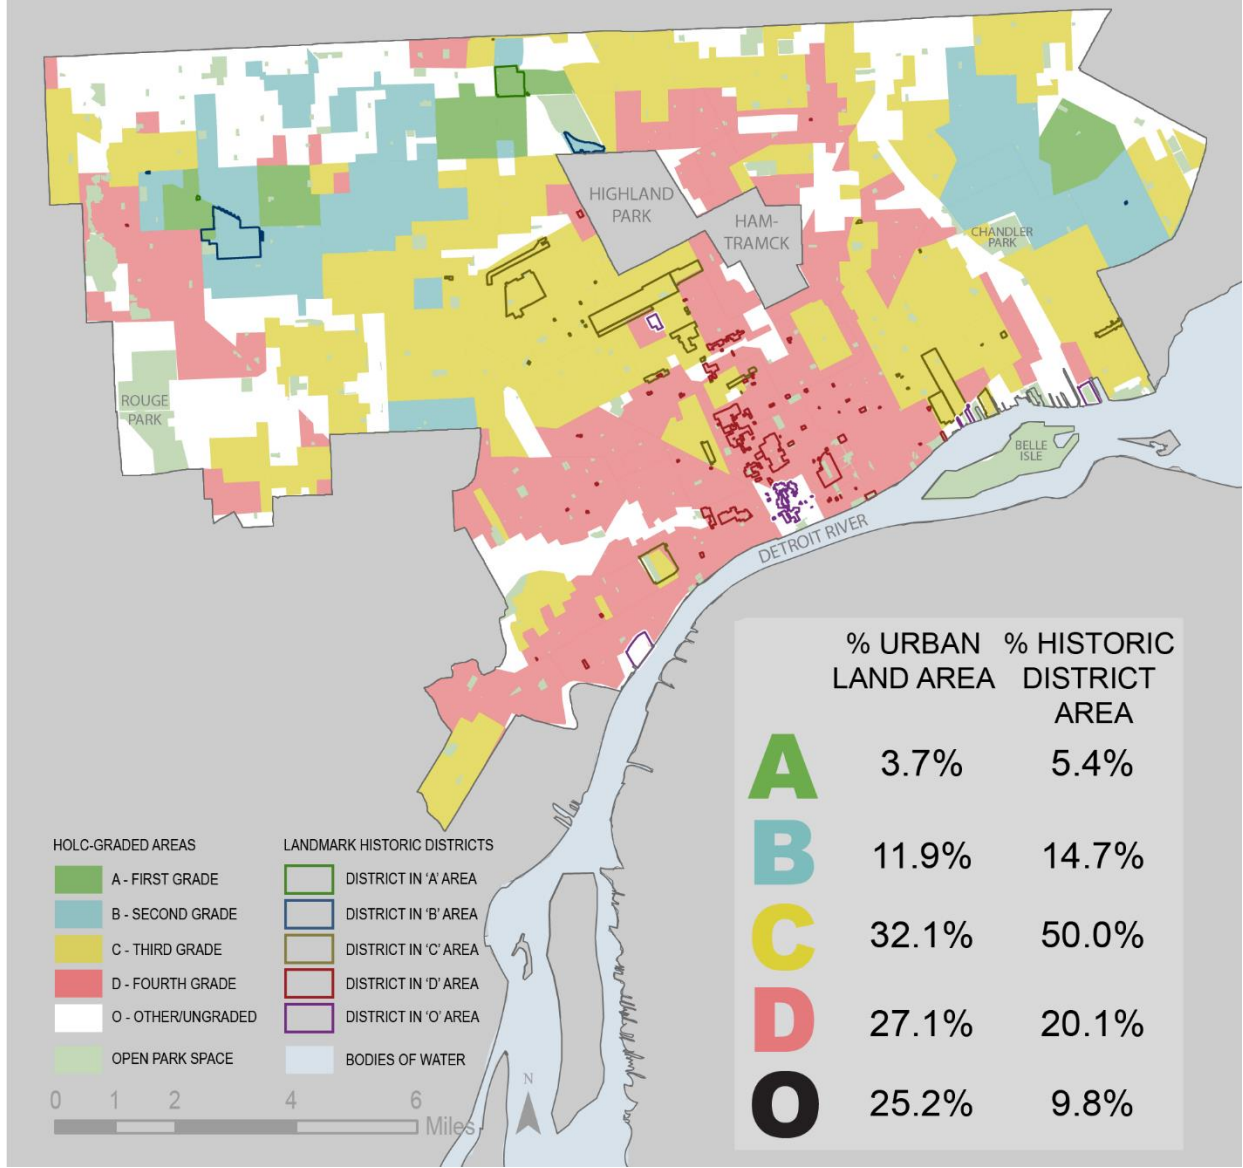 HIGHLAND
PARK
HAM-
TRAMCK
CHANDLER
PARK
ROUGE
PARK
BELLE
ISLE
DETROIT RIVER
% URBAN % HISTORIC
LAND AREA DISTRICT
AREA
A 3.7% 5.4%
B 11.9% 14.7%
C 32.1% 50.0%
D 27.1% 20.1%
O 25.2% 9.8%
HOLC-GRADED AREAS
A - FIRST GRADE
B - SECOND GRADE
C - THIRD GRADE
D - FOURTH GRADE
O - OTHER/UNGRADED
OPEN PARK SPACE
LANDMARK HISTORIC DISTRICTS
DISTRICT IN ‘A’ AREA
DISTRICT IN ‘B’ AREA
DISTRICT IN ‘C’ AREA
DISTRICT IN ‘D’ AREA
DISTRICT IN ‘O’ AREA
BODIES OF WATER
0 1 2 4 6
Miles
N